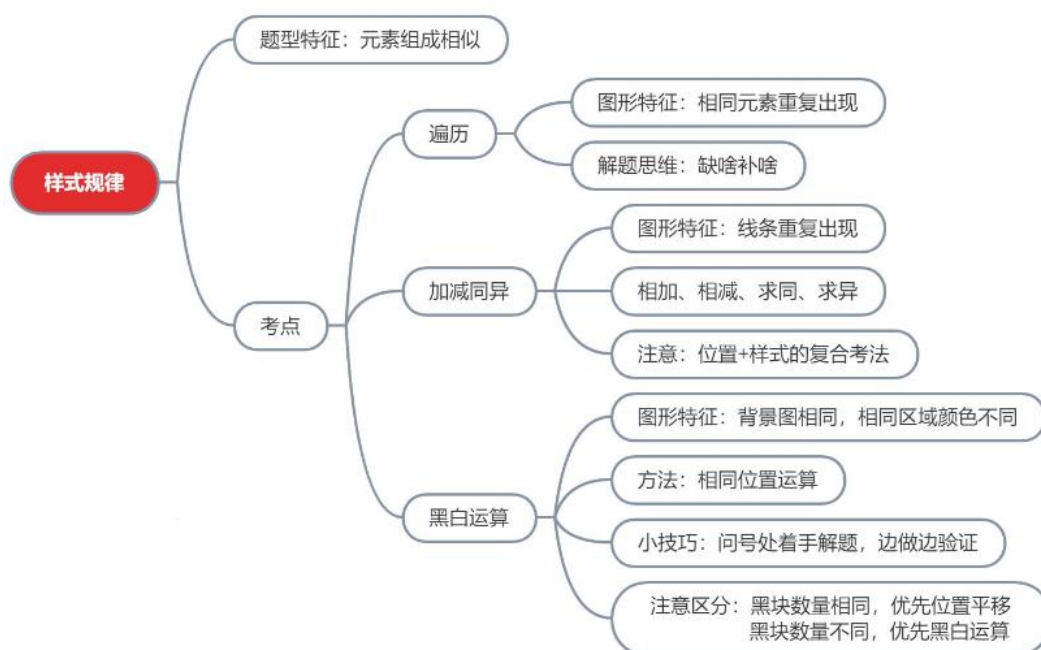 样式规律
题型特征：元素组成相似
考点
遍历
图形特征：相同元素重复出现
解题思维：缺啥补啥
加减同异
图形特征：线条重复出现
相加、相减、求同、求异
注意：位置+样式的复合考法
黑白运算
图形特征：背景图相同，相同区域颜色不同
方法：相同位置运算
小技巧：问号处着手解题，边做边验证
注意区分：黑块数量相同，优先位置平移
黑块数量不同，优先黑白运算